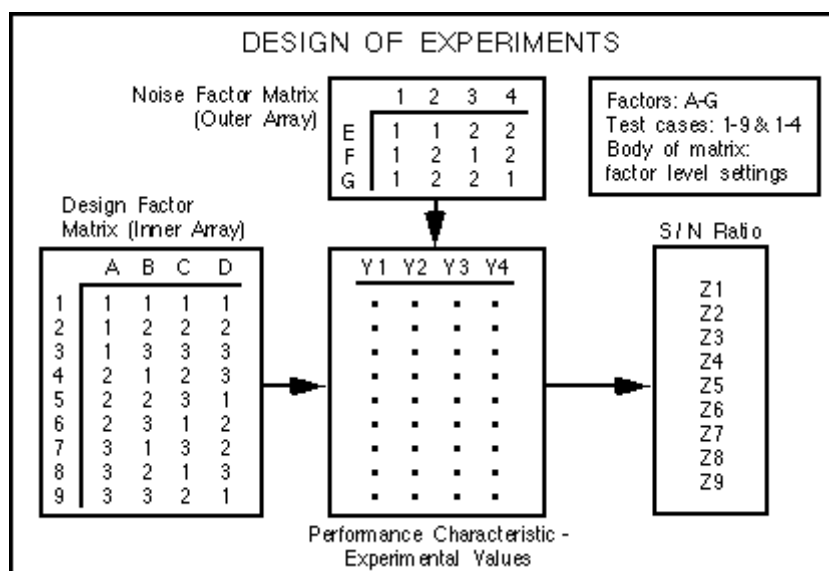 DESIGN OF EXPERIMENTS
Noise Factor Matrix
(Outer Array)
1 2 3 4
E 1 1 2 2
F 1 2 1 2
G 1 2 2 1
Factors: A-G
Test cases: 1-9 & 1-4
Body of matrix:
factor level settings
Design Factor
Matrix (Inner Array)
A B C D
1 1 1 1 1
2 1 2 2 2
3 1 3 3 3
4 2 1 2 3
5 2 2 3 1
6 2 3 1 2
7 3 1 3 2
8 3 2 1 3
9 3 3 2 1
Y1 Y2 Y3 Y4
Performance Characteristic -
Experimental Values
S/N Ratio
Z1
Z2
Z3
Z4
Z5
Z6
Z7
Z8
Z9